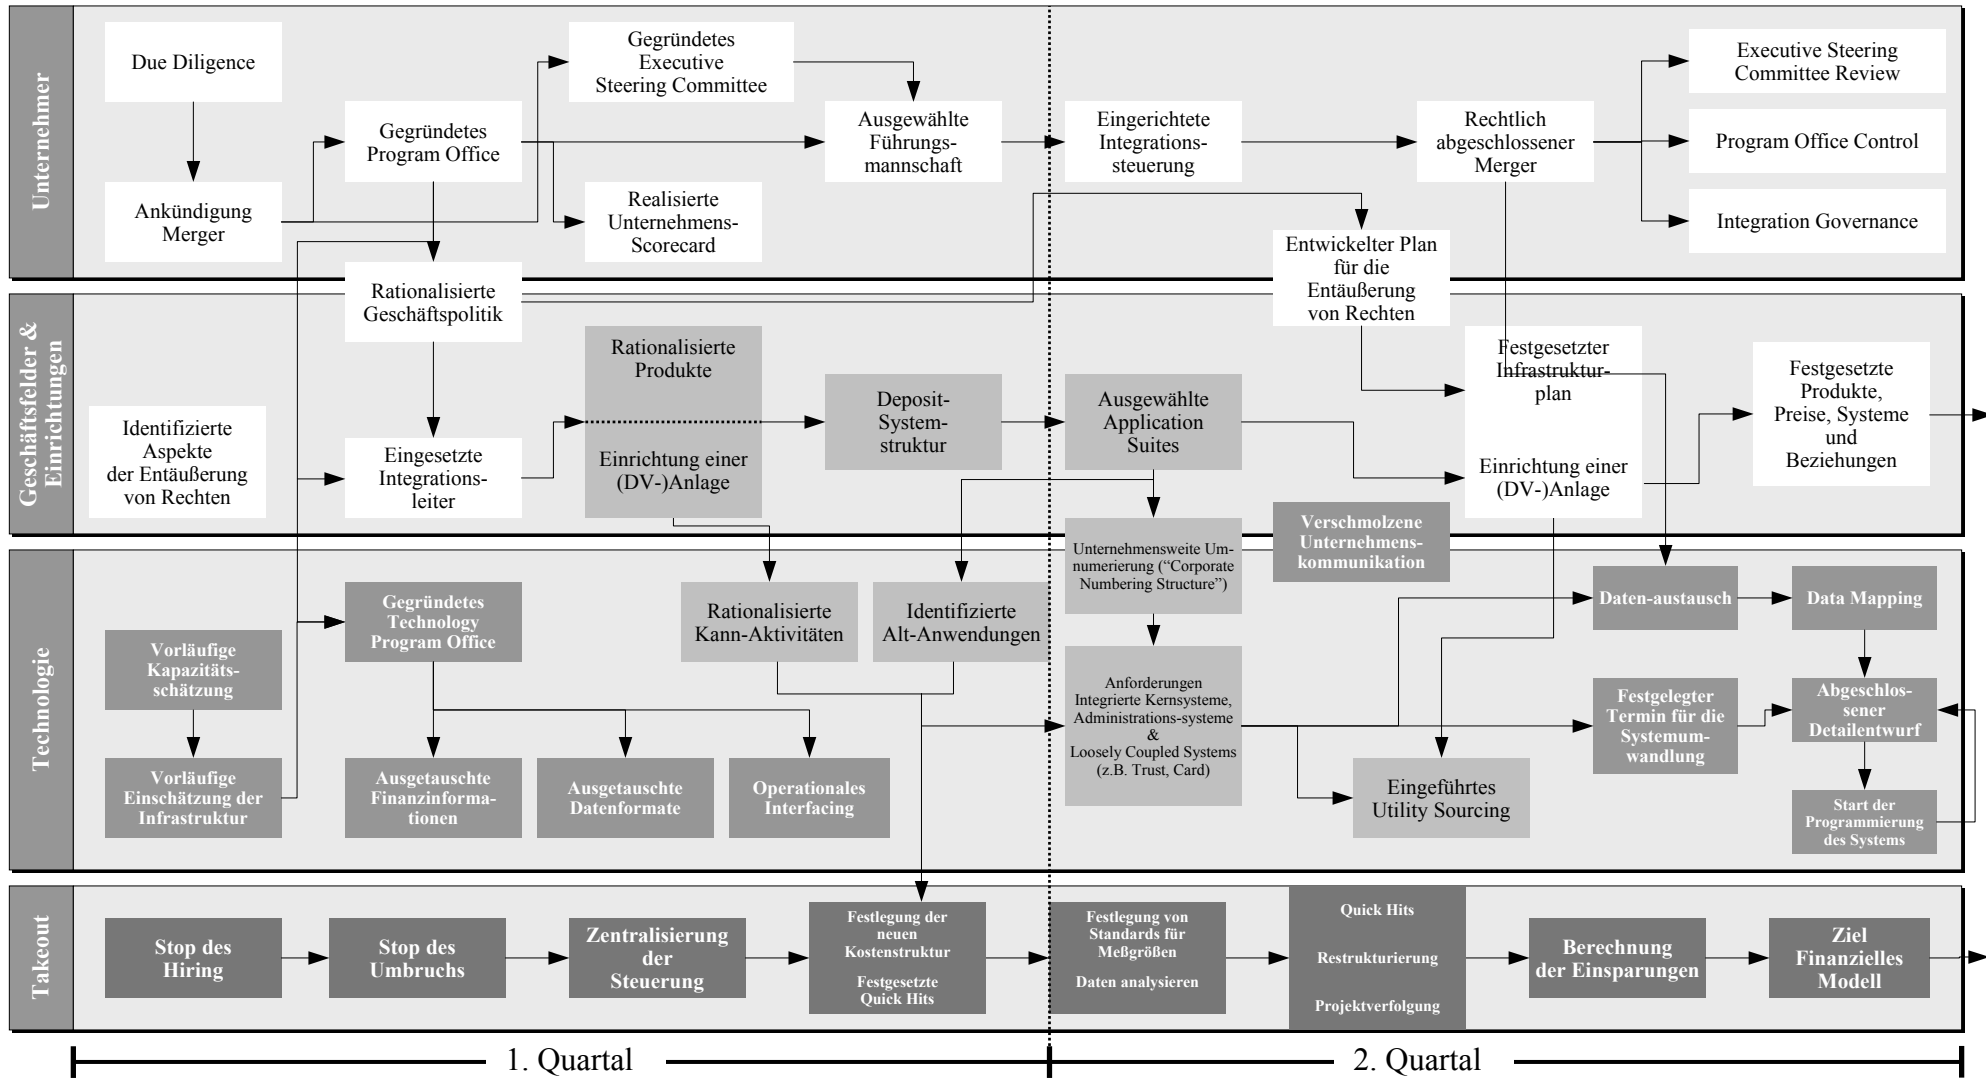 Unternehmer
Due Diligence
Ankündigung
Merger
Gegründetes
Program Office
Gegründetes
Executive
Steering Committee
Realisierte
Unternehmens-
Scorecard
Ausgewählte
Führungs-
mannschaft
Eingerichtete
Integrations-
steuerung
Entwickelter Plan
für die
Entäußerung
von Rechten
Rechtlich
abgeschlossener
Merger
Executive Steering
Committee Review
Program Office Control
Integration Governance
Geschäftsfelder &
Einrichtungen
Identifizierte
Aspekte
der Entäußerung
von Rechten
Rationalisierte
Geschäftspolitik
Eingesetzte
Integrations-
leiter
Rationalisierte
Produkte
Einrichtung einer
(DV-)Anlage
Deposit-
System-
struktur
Ausgewählte
Application
Suites
Festgesetzter
Infrastruktur-
plan
Einrichtung einer
(DV-)Anlage
Festgesetzte
Produkte,
Preise, Systeme
und
Beziehungen
Verschmolzene
Unternehmens-
kommunikation
Technologie
Vorläufige
Kapazitäts-
schätzung
Vorläufige
Einschätzung der
Infrastruktur
Gegründetes
Technology
Program Office
Ausgetauschte
Finanzinforma-
tionen
Ausgetauschte
Datenformate
Operationales
Interfacing
Rationalisierte
Kann-Aktivitäten
Identifizierte
Alt-Anwendungen
Unternehmensweite Um-
numerierung (“Corporate
Numbering Structure”)
Anforderungen
Integrierte Kernsysteme,
Administrations-systeme
&
Loosely Coupled Systems
(z.B. Trust, Card)
Eingeführtes
Utility Sourcing
Daten-austausch
Data Mapping
Festgelegter
Termin für die
Systemum-
wandlung
Abgeschlos-
sener
Detailentwurf
Start der
Programmierung
des Systems
Takeout
Stop des
Hiring
Stop des
Umbruchs
Zentralisierung
der
Steuerung
Festlegung der
neuen
Kostenstruktur
Festgesetzte
Quick Hits
Festlegung von
Standards für
Meßgrößen
Daten analysieren
Quick Hits
Restrukturierung
Projektverfolgung
Berechnung
der Einsparungen
Ziel
Finanzielles
Modell
1. Quartal
2. Quartal